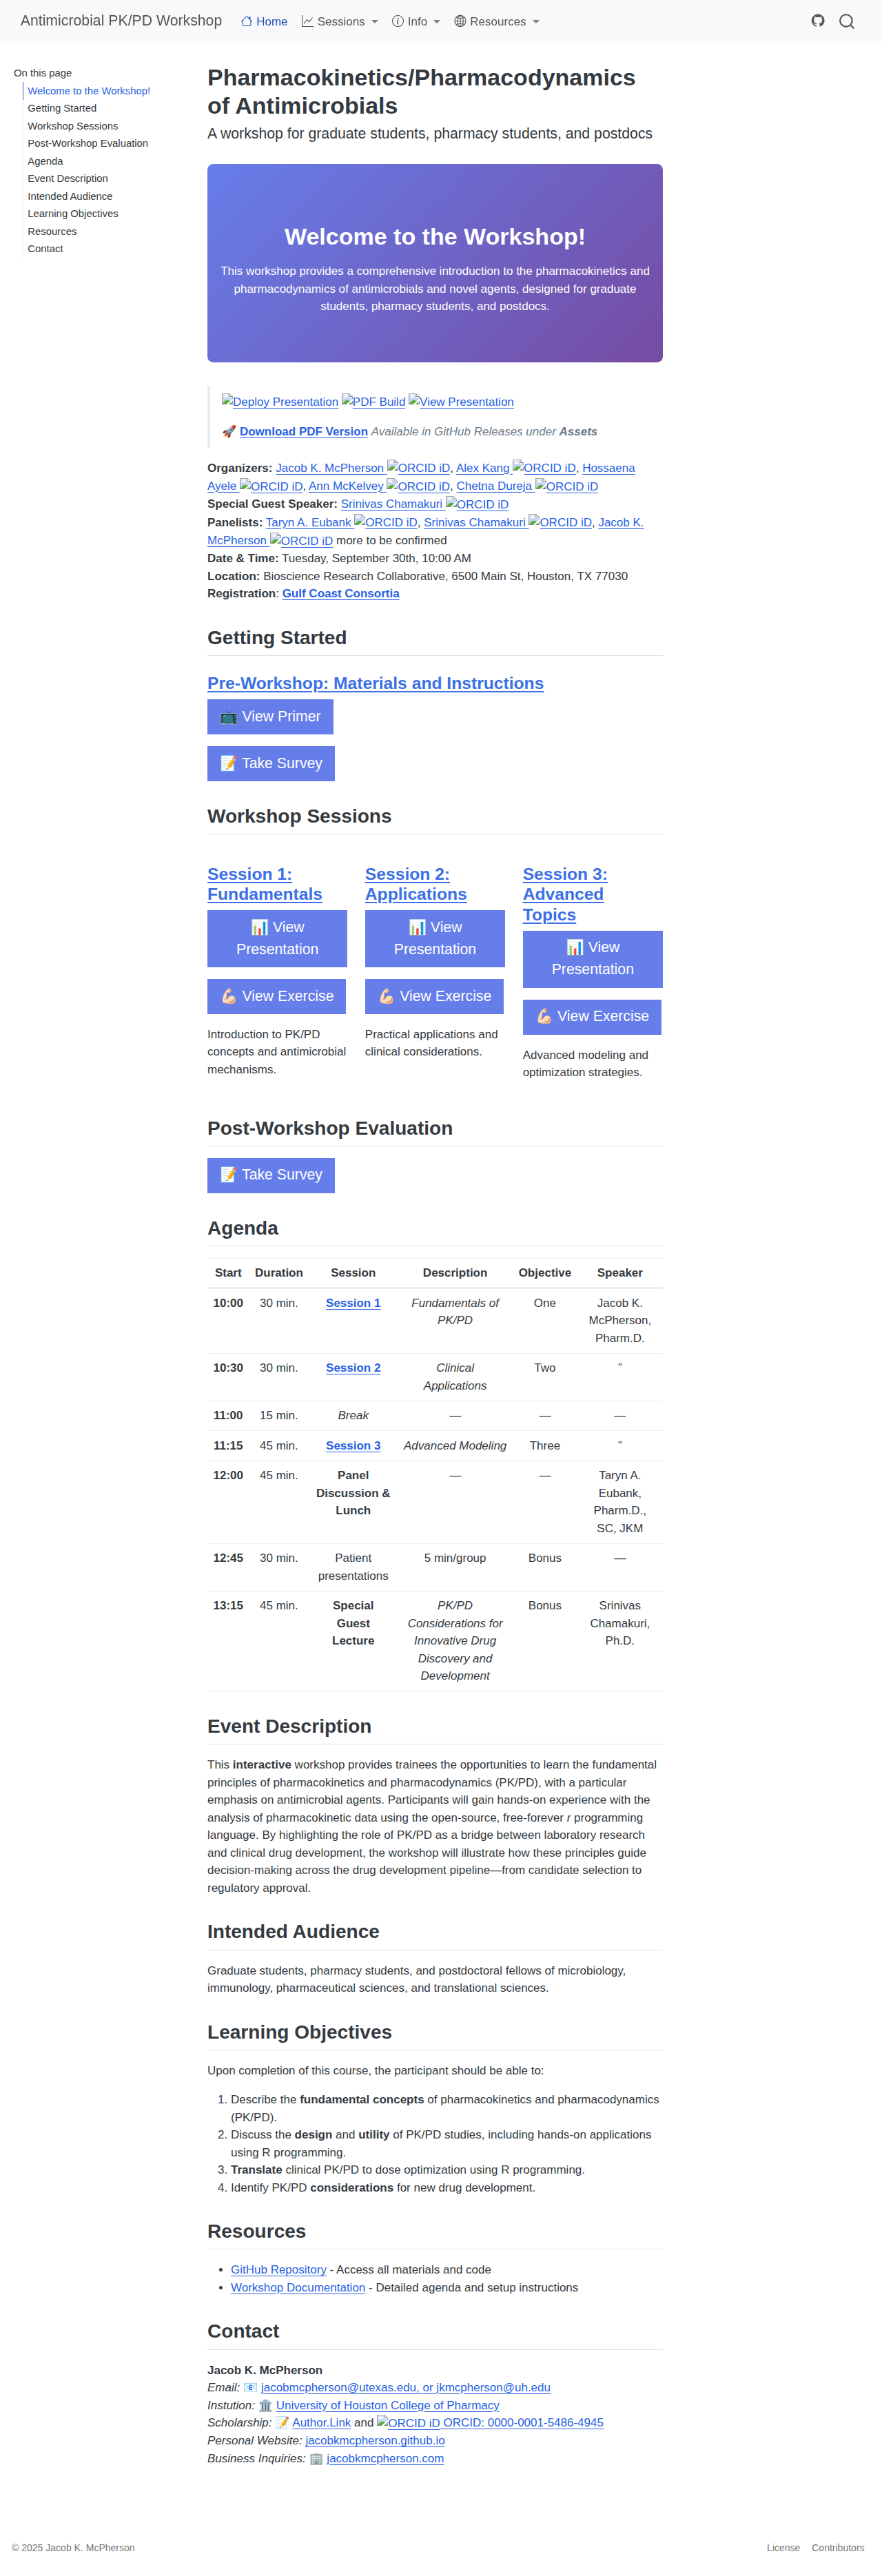 Antimicrobial PK/PD Workshop Home Sessions Info Resources
On this page
Welcome to the Workshop!
Getting Started
Workshop Sessions
Post-Workshop Evaluation
Agenda
Event Description
Intended Audience
Learning Objectives
Resources
Contact
Pharmacokinetics/Pharmacodynamics
of Antimicrobials
A workshop for graduate students, pharmacy students, and postdocs
Welcome to the Workshop!
This workshop provides a comprehensive introduction to the pharmacokinetics and
pharmacodynamics of antimicrobials and novel agents, designed for graduate
students, pharmacy students, and postdocs.
Deploy Presentation PDF Build View Presentation
🚀 Download PDF Version Available in GitHub Releases under Assets
Organizers: Jacob K. McPherson ORCID iD, Alex Kang ORCID iD, Hossaena
Ayele ORCID iD, Ann McKelvey ORCID iD, Chetna Dureja ORCID iD
Special Guest Speaker: Srinivas Chamakuri ORCID iD
Panelists: Taryn A. Eubank ORCID iD, Srinivas Chamakuri ORCID iD, Jacob K.
McPherson ORCID iD more to be confirmed
Date & Time: Tuesday, September 30th, 10:00 AM
Location: Bioscience Research Collaborative, 6500 Main St, Houston, TX 77030
Registration: Gulf Coast Consortia
Getting Started
Pre-Workshop: Materials and Instructions
📺 View Primer
📝 Take Survey
Workshop Sessions
Session 1:
Fundamentals
📊 View
Presentation
💪🏻 View Exercise
Introduction to PK/PD
concepts and antimicrobial
mechanisms.
Session 2:
Applications
📊 View
Presentation
💪🏻 View Exercise
Practical applications and
clinical considerations.
Session 3:
Advanced
Topics
📊 View
Presentation
💪🏻 View Exercise
Advanced modeling and
optimization strategies.
Post-Workshop Evaluation
📝 Take Survey
Agenda
Start Duration Session Description Objective Speaker
10:00 30 min. Session 1 Fundamentals of One Jacob K.
PK/PD McPherson,
Pharm.D.
10:30 30 min. Session 2 Clinical Two "
Applications
11:00 15 min. Break — — —
11:15 45 min. Session 3 Advanced Modeling Three "
12:00 45 min. Panel — — Taryn A.
Discussion & Eubank,
Lunch Pharm.D.,
SC, JKM
12:45 30 min. Patient 5 min/group Bonus —
presentations
13:15 45 min. Special PK/PD Bonus Srinivas
Guest Considerations for Chamakuri,
Lecture Innovative Drug Ph.D.
Discovery and
Development
Event Description
This interactive workshop provides trainees the opportunities to learn the fundamental
principles of pharmacokinetics and pharmacodynamics (PK/PD), with a particular
emphasis on antimicrobial agents. Participants will gain hands-on experience with the
analysis of pharmacokinetic data using the open-source, free-forever r programming
language. By highlighting the role of PK/PD as a bridge between laboratory research
and clinical drug development, the workshop will illustrate how these principles guide
decision-making across the drug development pipeline—from candidate selection to
regulatory approval.
Intended Audience
Graduate students, pharmacy students, and postdoctoral fellows of microbiology,
immunology, pharmaceutical sciences, and translational sciences.
Learning Objectives
Upon completion of this course, the participant should be able to:
1. Describe the fundamental concepts of pharmacokinetics and pharmacodynamics
(PK/PD).
2. Discuss the design and utility of PK/PD studies, including hands-on applications
using R programming.
3. Translate clinical PK/PD to dose optimization using R programming.
4. Identify PK/PD considerations for new drug development.
Resources
• GitHub Repository - Access all materials and code
• Workshop Documentation - Detailed agenda and setup instructions
Contact
Jacob K. McPherson
Email: 📧 jacobmcpherson@utexas.edu, or jkmcpherson@uh.edu
Instution: 🏛️ University of Houston College of Pharmacy
Scholarship: 📝 Author.Link and ORCID iD ORCID: 0000-0001-5486-4945
Personal Website: jacobkmcpherson.github.io
Business Inquiries: 🏢 jacobkmcpherson.com
© 2025 Jacob K. McPherson License Contributors